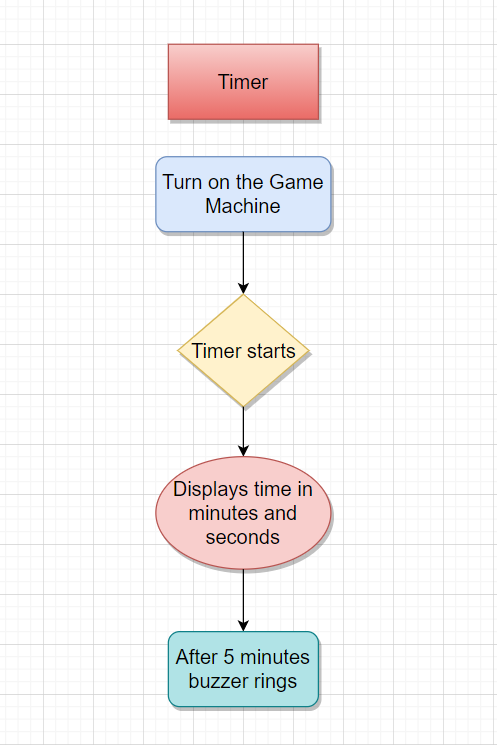 Timer
Turn on the Game
Machine
Timer starts
Displays time in
minutes and
seconds
After 5 minutes
buzzer rings